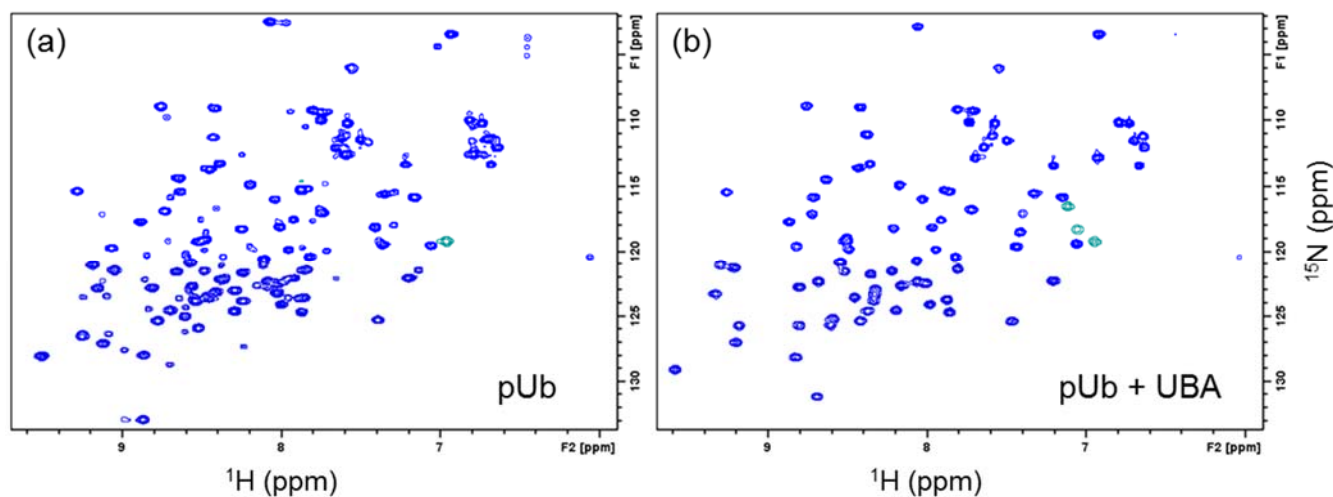 (a)
pUb
9
8
7
F2 [ppm]
F1 [ppm]
110
115
120
125
130
¹H (ppm)
(b)
pUb + UBA
9
8
7
F2 [ppm]
F1 [ppm]
110
115
120
125
130
¹H (ppm)
¹⁵N (ppm)